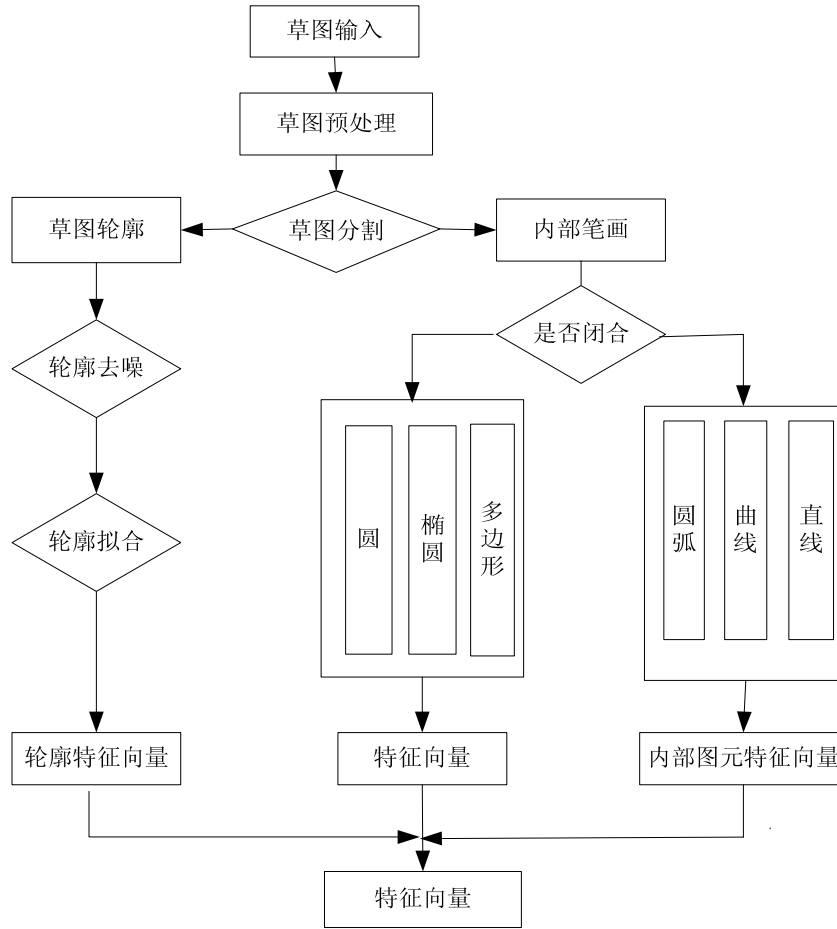 草图输入
草图预处理
草图轮廓
草图分割
内部笔画
轮廓去噪
是否闭合
轮廓拟合
圆
椭圆
多边形
圆弧
曲线
直线
轮廓特征向量
特征向量
内部图元特征向量
特征向量